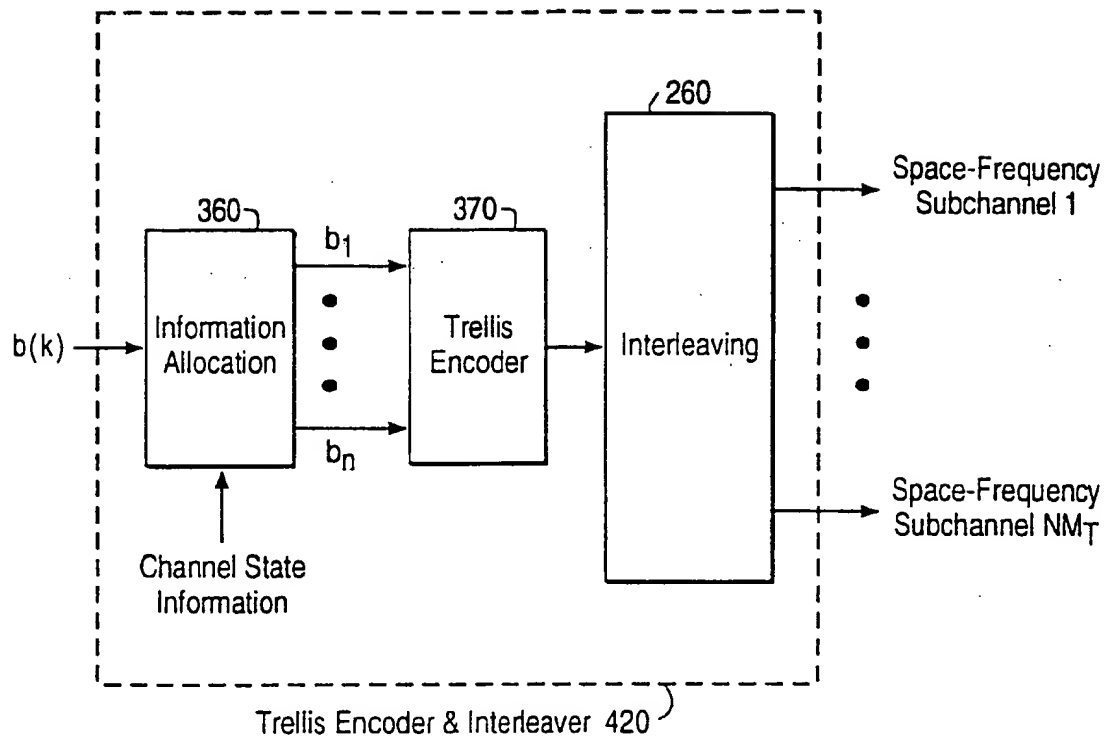 260
Space-Frequency
Subchannel 1
360
370
b1
b(k)
Information
Allocation
Trellis
Encoder
Interleaving
bn
Space-Frequency
Subchannel NMT
Channel State
Information
Trellis Encoder & Interleaver 420